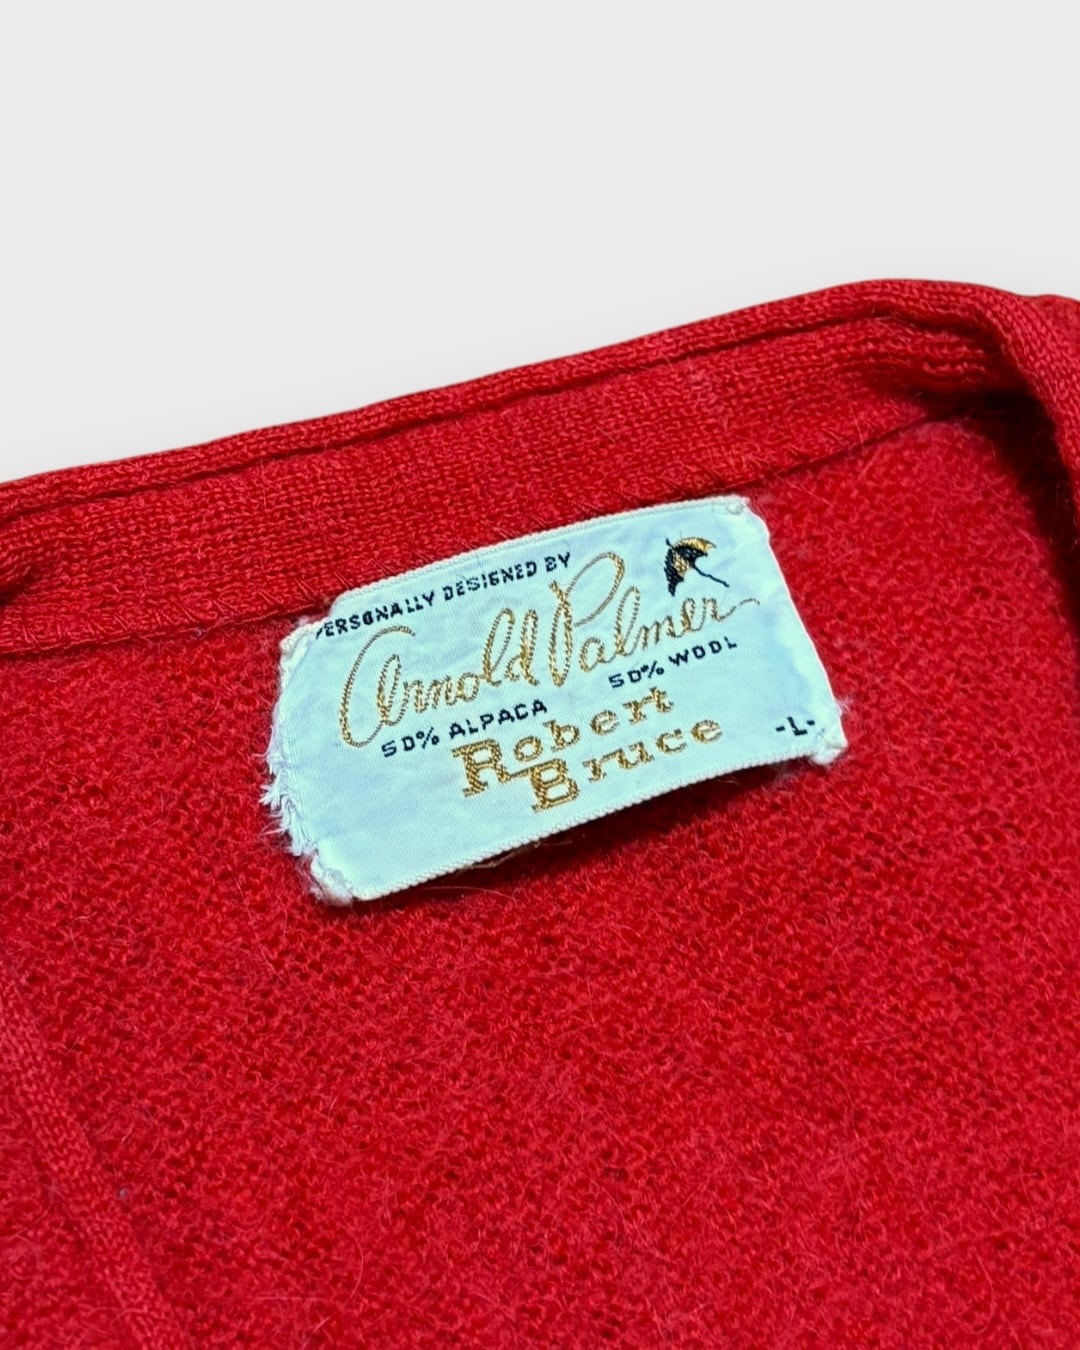 PERSONALLY DESIGNED BY
Arnold Palmer
50% ALPACA 50% WOOL
Robert
Bruce
-L-